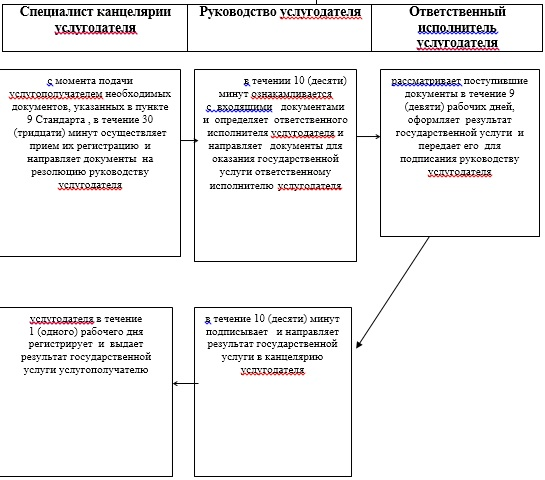 Специалист канцелярии
услугодателя
Руководство услугодателя
Ответственный
исполнитель
услугодателя
с момента подачи
услугополучателем необходимых
документов, указанных в пункте
9 Стандарта , в течение 30
(тридцати) минут осуществляет
прием их регистрацию и
направляет документы на
резолюцию руководству
услугодателя
в течении 10 (десяти)
минут ознакамливается
с входящими документами
и определяет ответственного
исполнителя услугодателя и
направляет документы для
оказания государственной
услуги ответственному
исполнителю услугодателя
рассматривает поступившие
документы в течение 9
(девяти) рабочих дней,
оформляет результат
государственной услуги и
передает его для
подписания руководству
услугодателя
услугодателя в течение
1 (одного) рабочего дня
регистрирует и выдает
результат государственной
услуги услугополучателю
в течение 10 (десяти) минут
подписывает и направляет
результат государственной
услуги в канцелярию
услугодателя